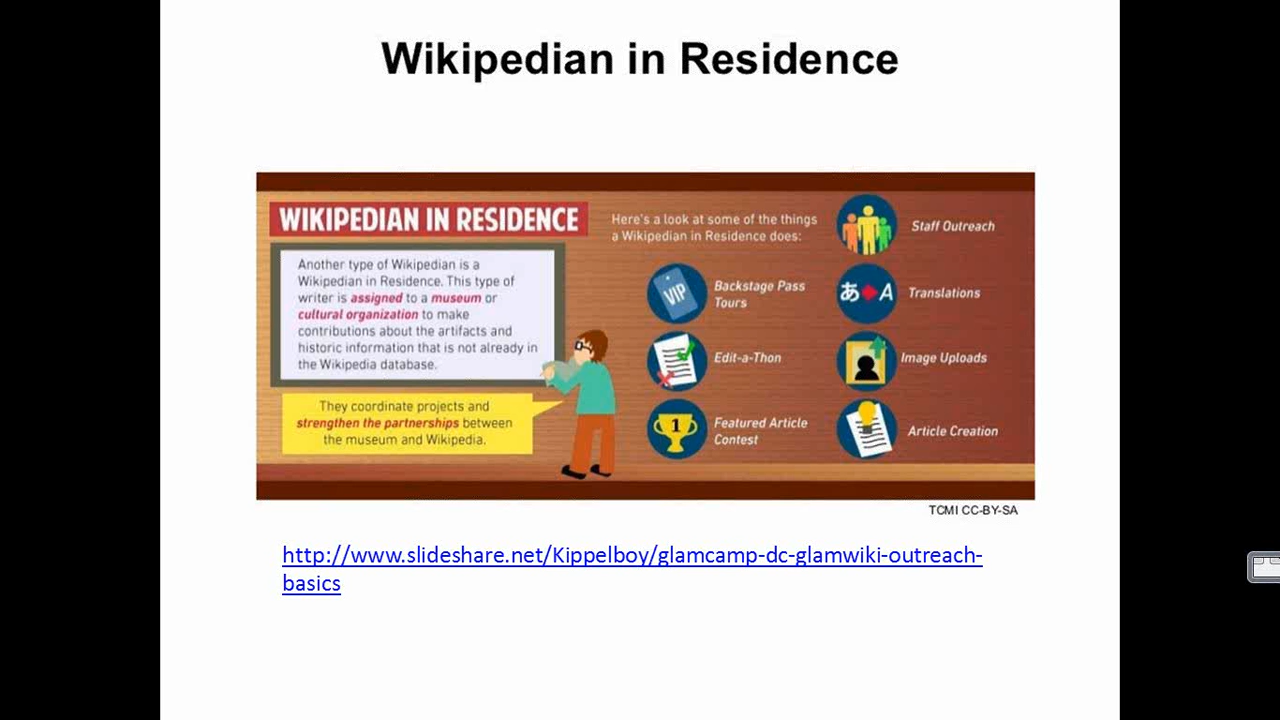 Wikipedian in Residence
WIKIPEDIAN IN RESIDENCE
Another type of Wikipedian is a
Wikipedian in Residence. This type of
writer is assigned to a museum or
cultural organization to make
contributions about the artifacts and
historic information that is not already in
the Wikipedia database.
They coordinate projects and
strengthen the partnerships between
the museum and Wikipedia.
Here's a look at some of the things
a Wikipedian in Residence does:
Staff Outreach
VIP
Backstage Pass
Tours
あ A
Translations
Edit-a-Thon
Image Uploads
1
Featured Article
Contest
Article Creation
TCMI CC-BY-SA
http://www.slideshare.net/Kippelboy/glamcamp-dc-glamwiki-outreach-
basics